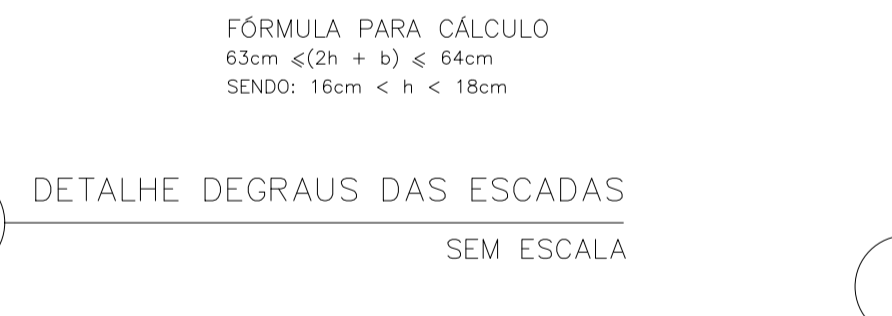 FÓRMULA PARA CÁLCULO
63cm ⩽(2h + b) ⩽ 64cm
SENDO: 16cm < h < 18cm
DETALHE DEGRAUS DAS ESCADAS
SEM ESCALA